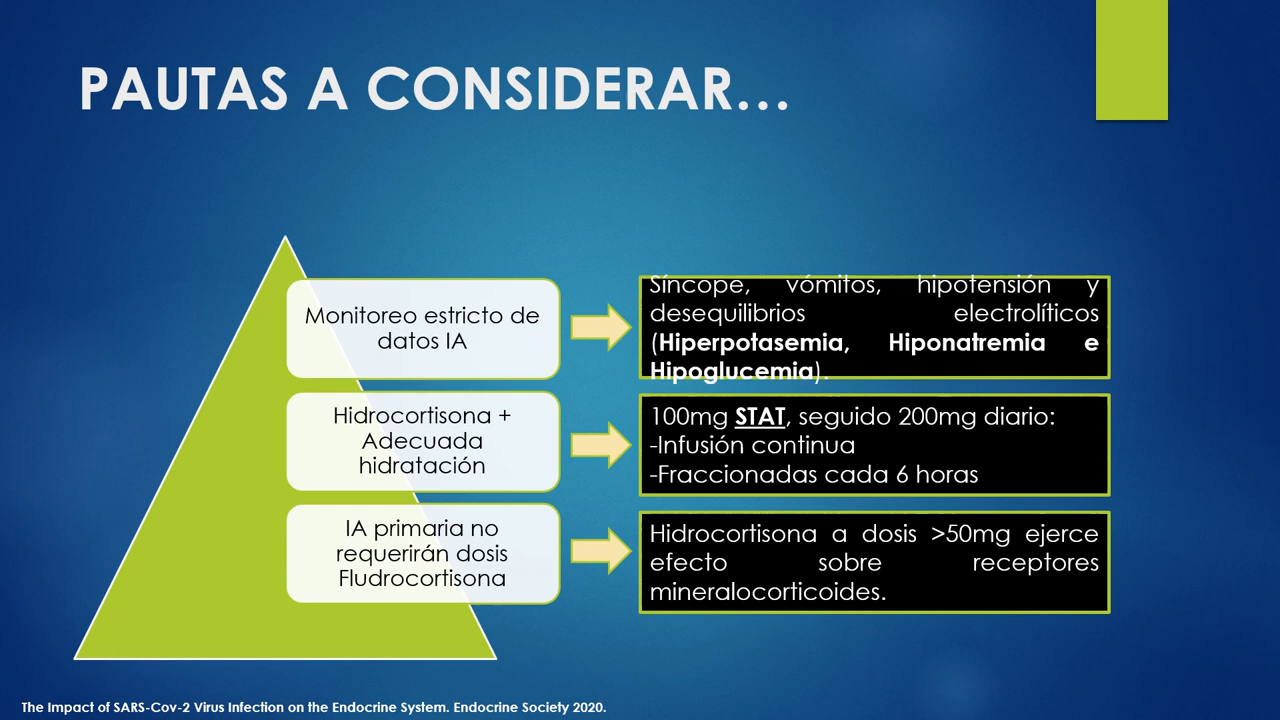 PAUTAS A CONSIDERAR…
Monitoreo estricto de
datos IA
Síncope, vómitos, hipotensión y
desequilibrios electrolíticos
(Hiperpotasemia, Hiponatremia e
Hipoglucemia).
Hidrocortisona +
Adecuada
hidratación
100mg STAT, seguido 200mg diario:
-Infusión continua
-Fraccionadas cada 6 horas
IA primaria no
requerirán dosis
Fludrocortisona
Hidrocortisona a dosis >50mg ejerce
efecto sobre receptores
mineralocorticoides.
The Impact of SARS-Cov-2 Virus Infection on the Endocrine System. Endocrine Society 2020.